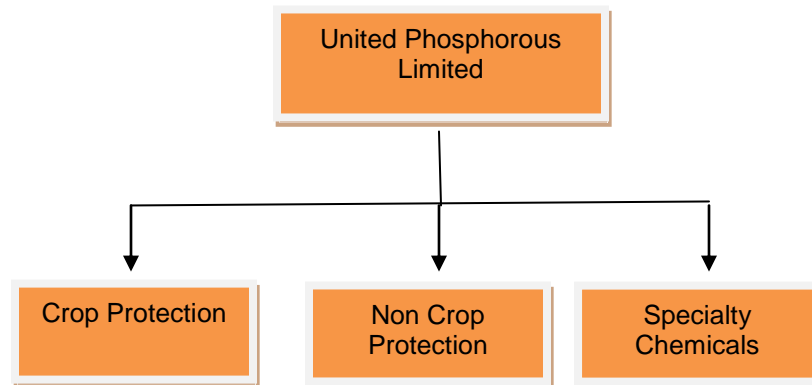 United Phosphorous
Limited
Crop Protection
Non Crop
Protection
Specialty
Chemicals